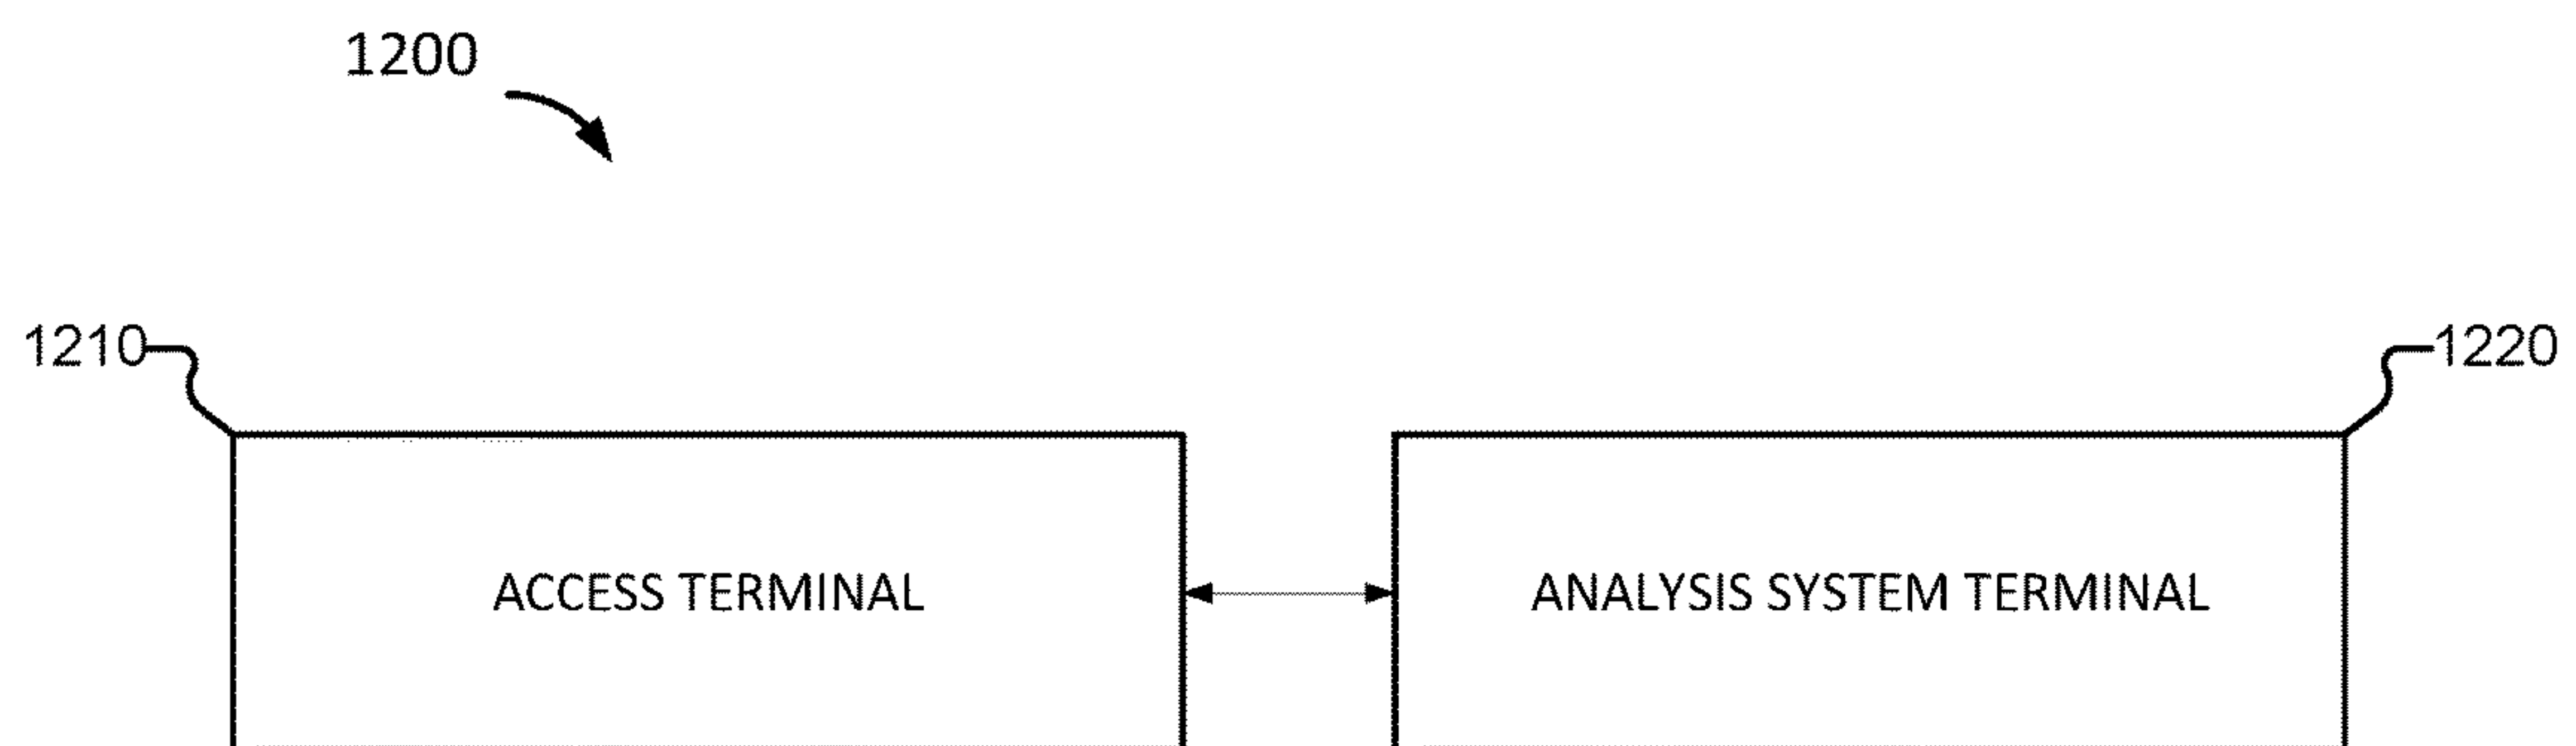 1200
1210
1220
ACCESS TERMINAL
ANALYSIS SYSTEM TERMINAL